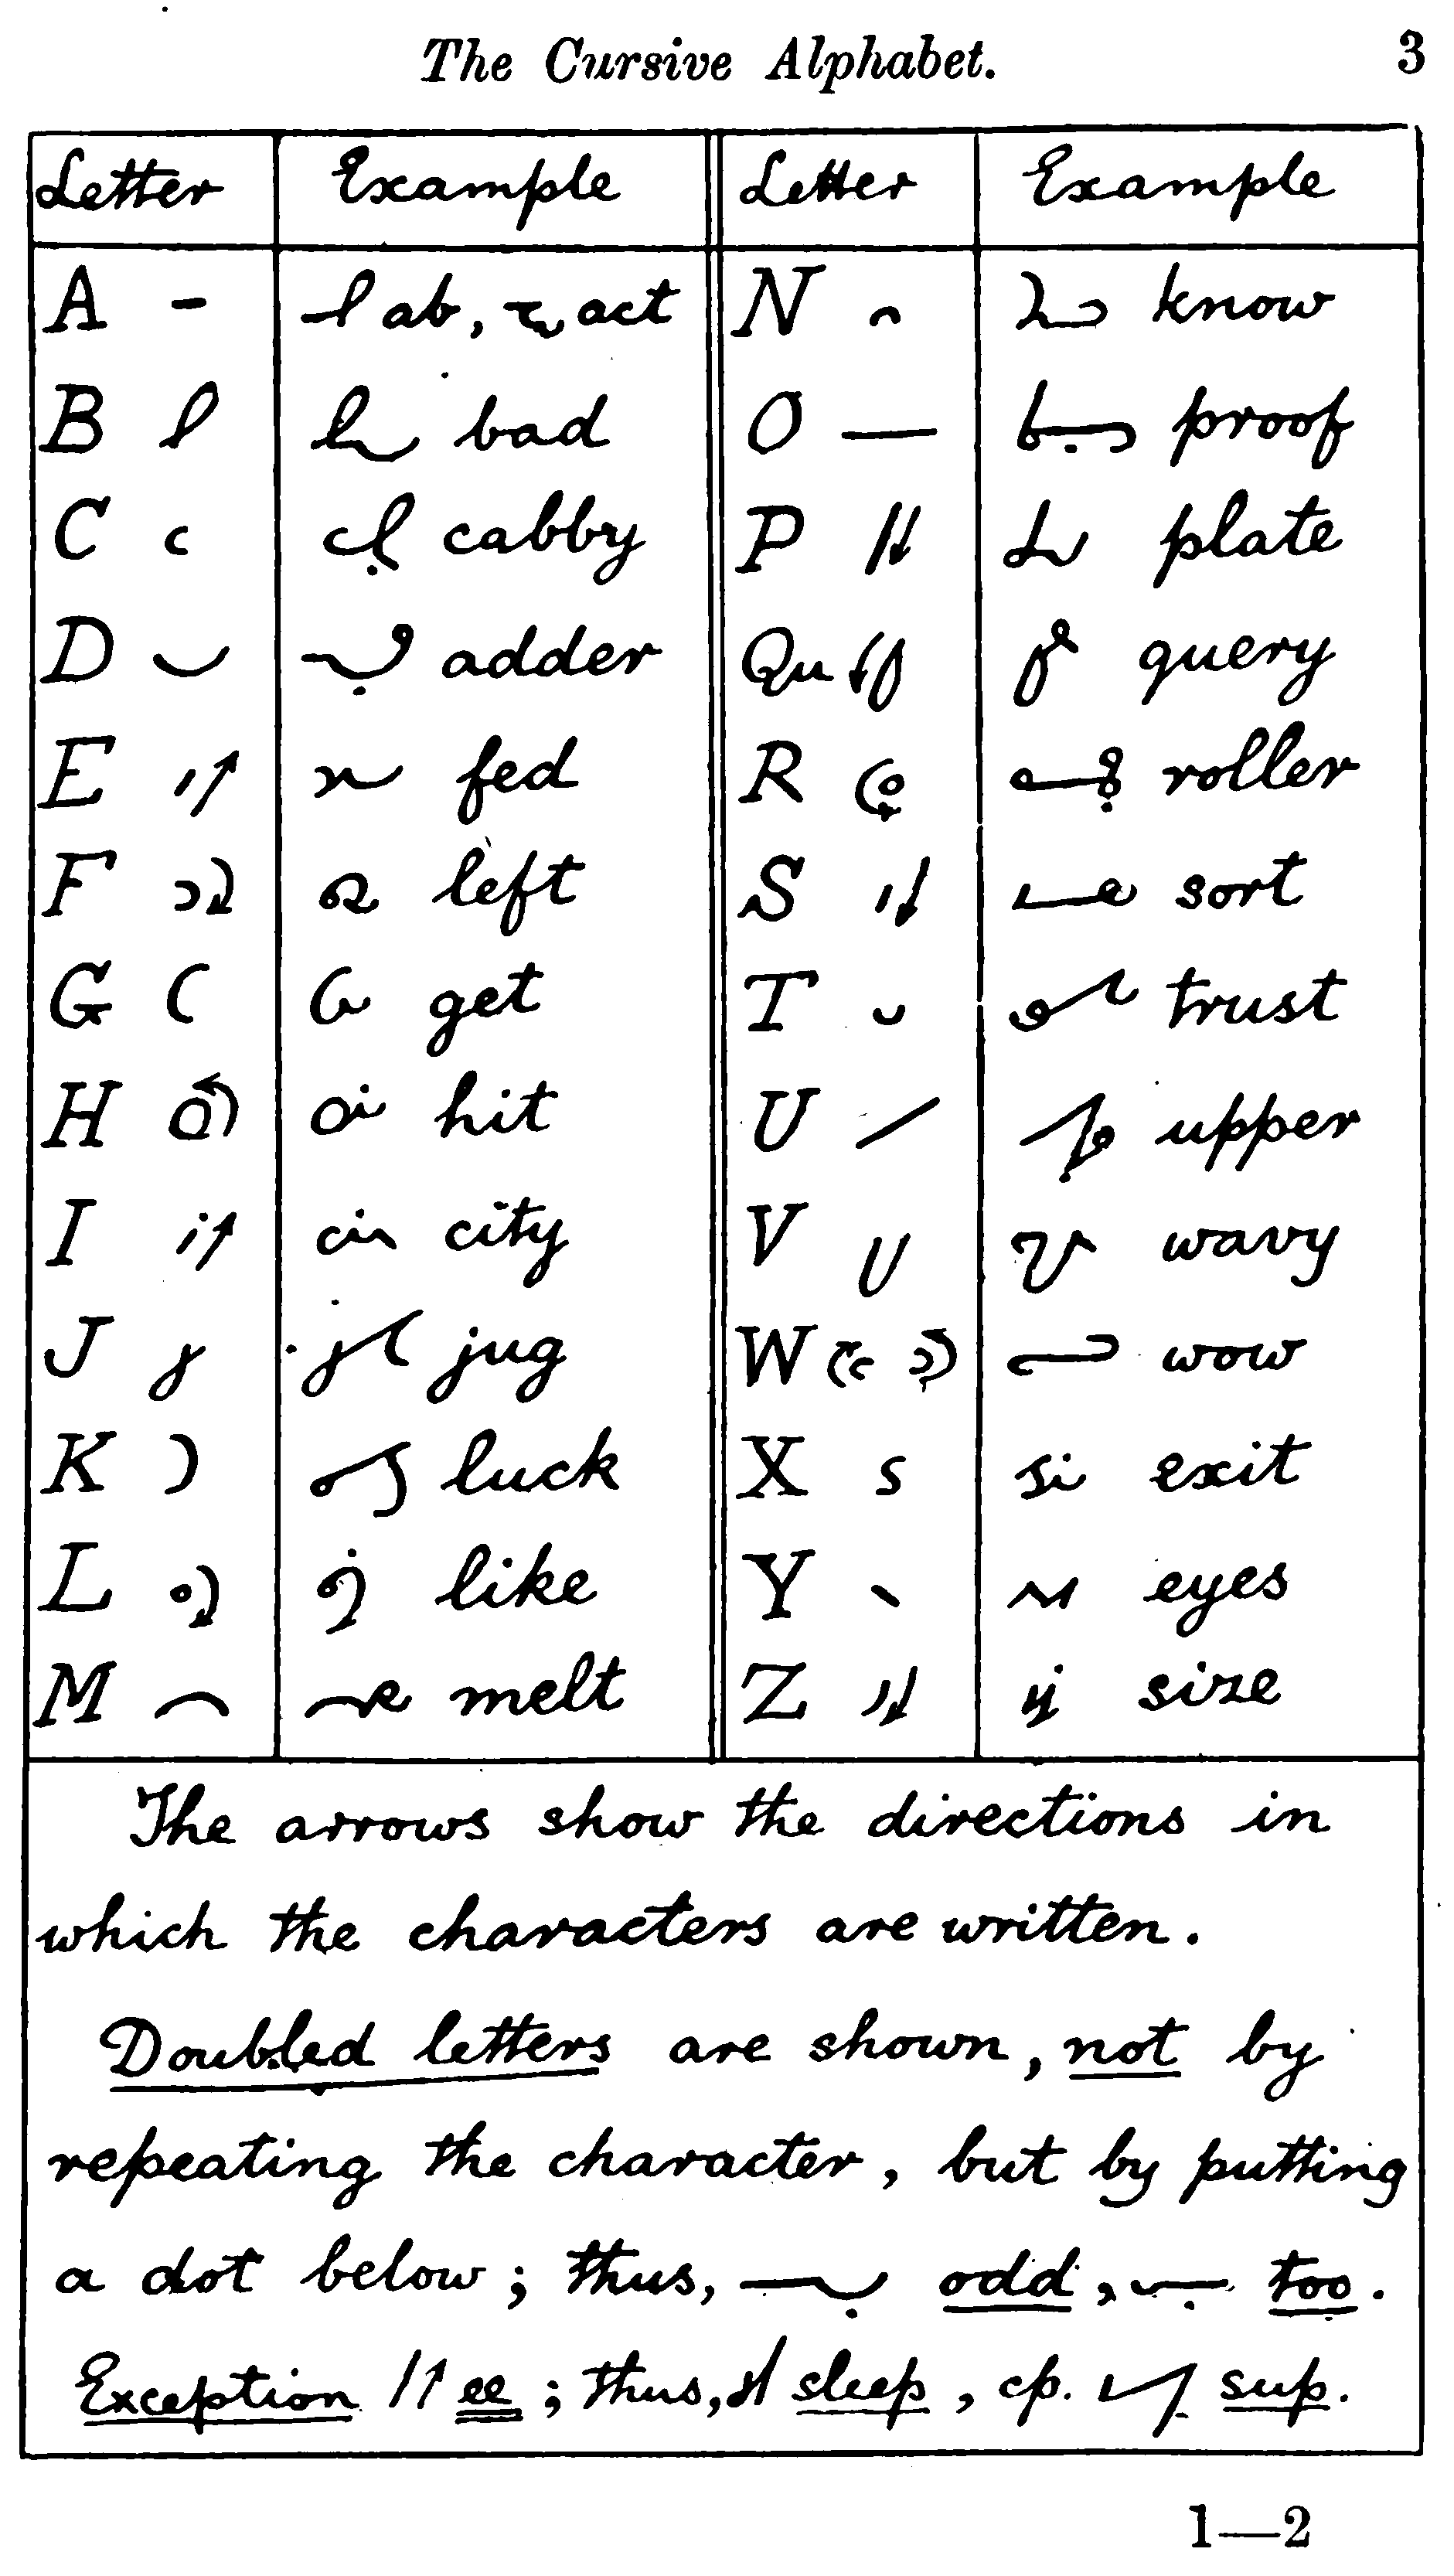 The Cursive Alphabet. 3
Letter Example Letter Example
A ab, act N know
B bad O proof
C cabby P plate
D adder Qu query
E fed R roller
F left S sort
G get T trust
H hit U upper
I city V wavy
J jug W wow
K luck X exit
L like Y eyes
M melt Z size
The arrows show the directions in
which the characters are written.
Doubled letters are shown, not by
repeating the character, but by putting
a dot below; thus, odd, too.
Exception ee; thus, sleep, cp. sup.
1—2